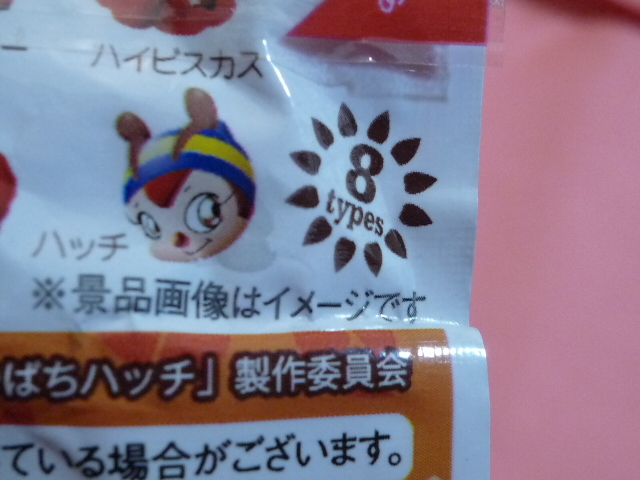 ー
ハイビスカス
8
types
ハッチ
※景品画像はイメージです
ばちハッチ」製作委員会
ている場合がございます。